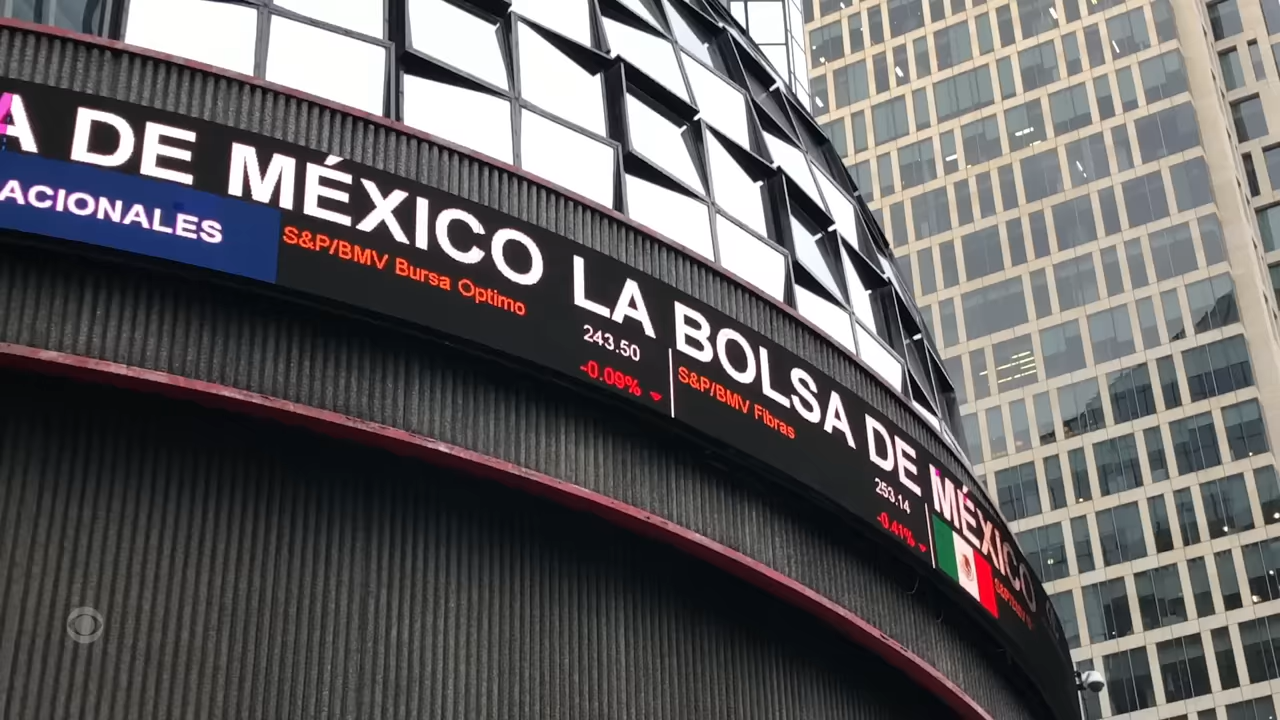 A DE MÉXICO LA BOLSA DE MÉXICO
ACIONALES
S&P/BMV Bursa Optimo
243.50
-0.09%
S&P/BMV Fibras
253.14
-0.41%
S&P/BMV